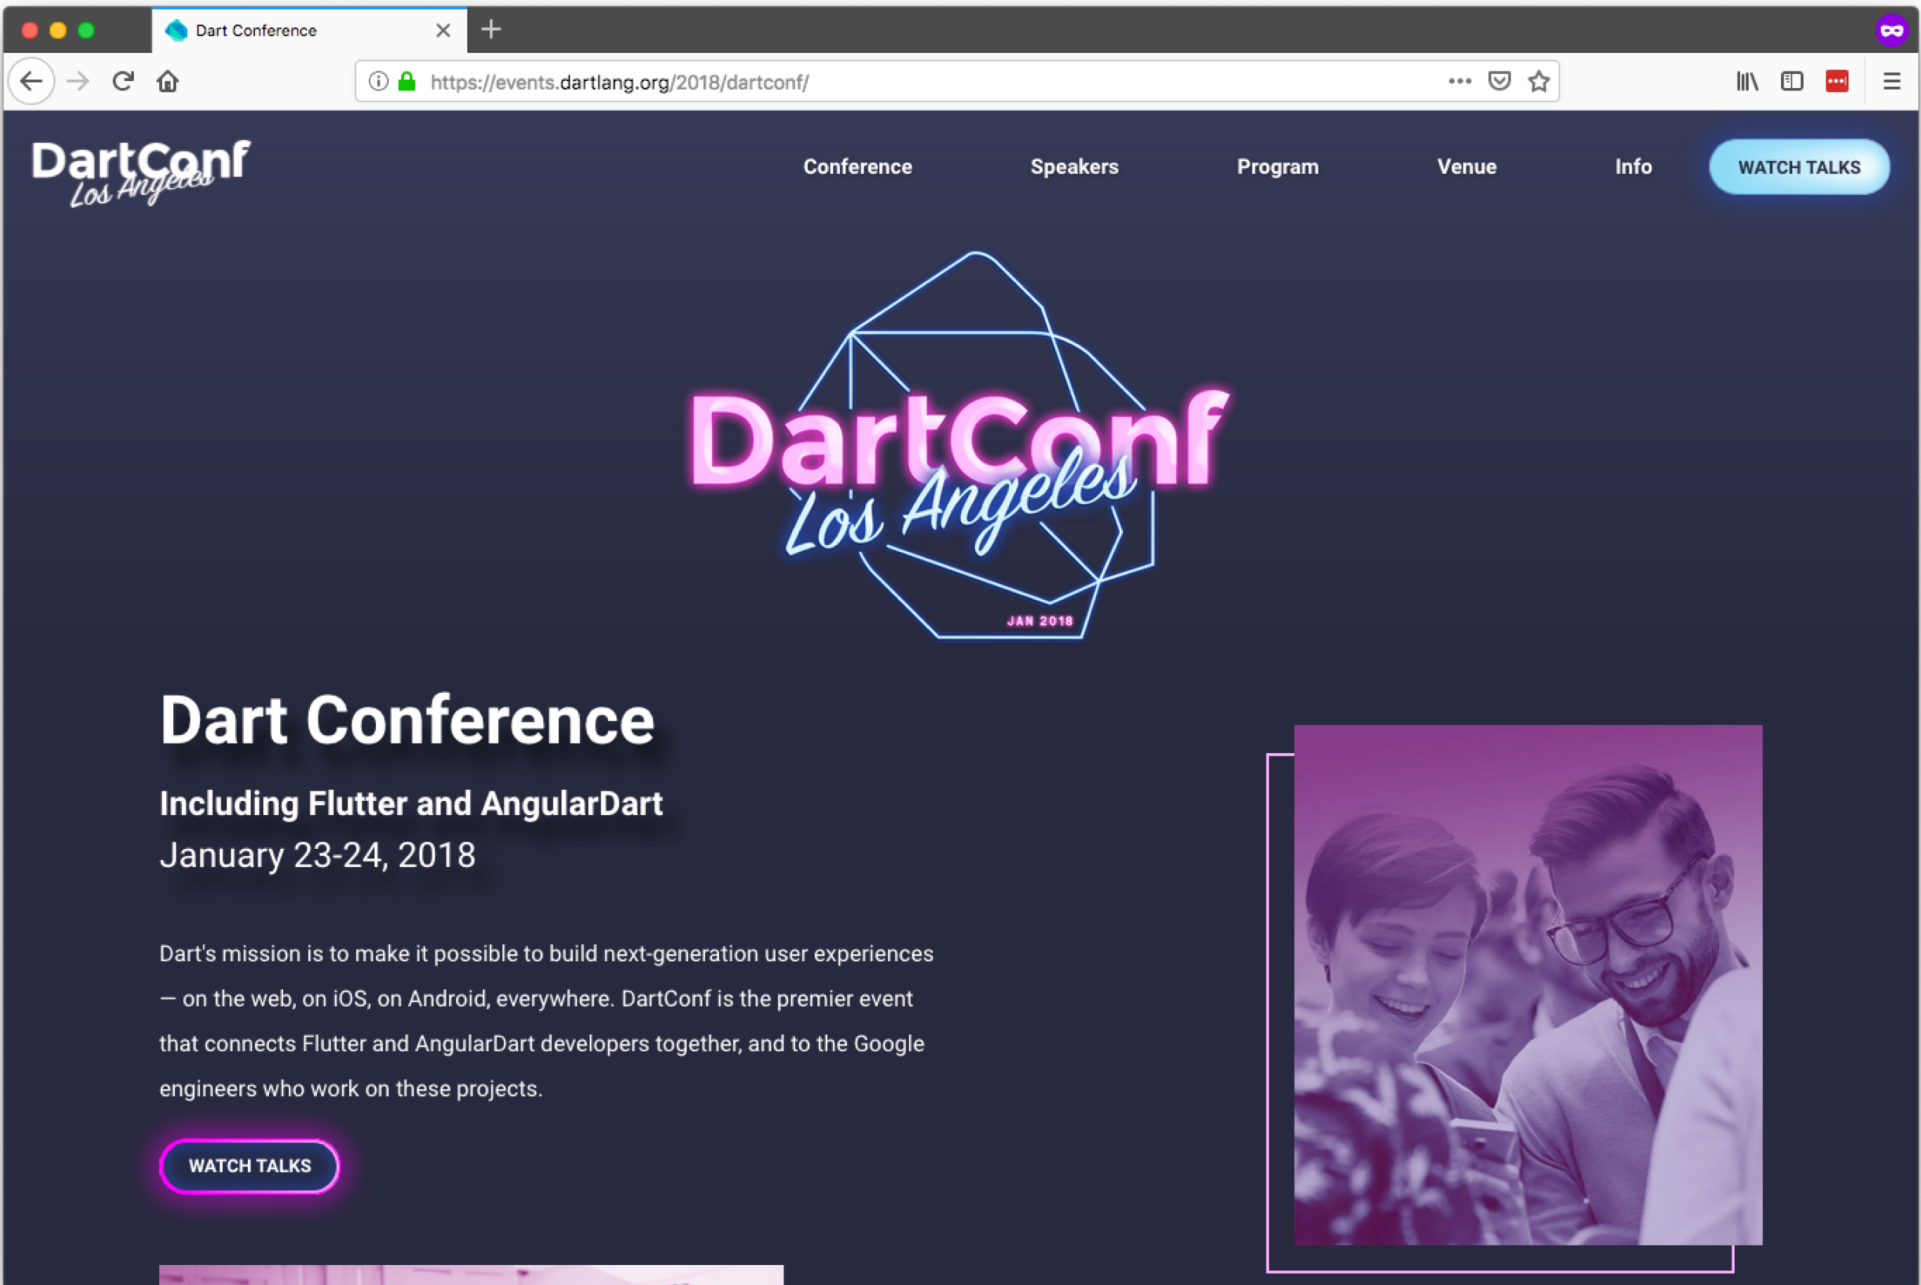 Dart Conference
https://events.dartlang.org/2018/dartconf/
DartConf
Los Angeles
Conference
Speakers
Program
Venue
Info
WATCH TALKS
DartConf
Los Angeles
JAN 2018
Dart Conference
Including Flutter and AngularDart
January 23-24, 2018
Dart's mission is to make it possible to build next-generation user experiences
— on the web, on iOS, on Android, everywhere. DartConf is the premier event
that connects Flutter and AngularDart developers together, and to the Google
engineers who work on these projects.
WATCH TALKS